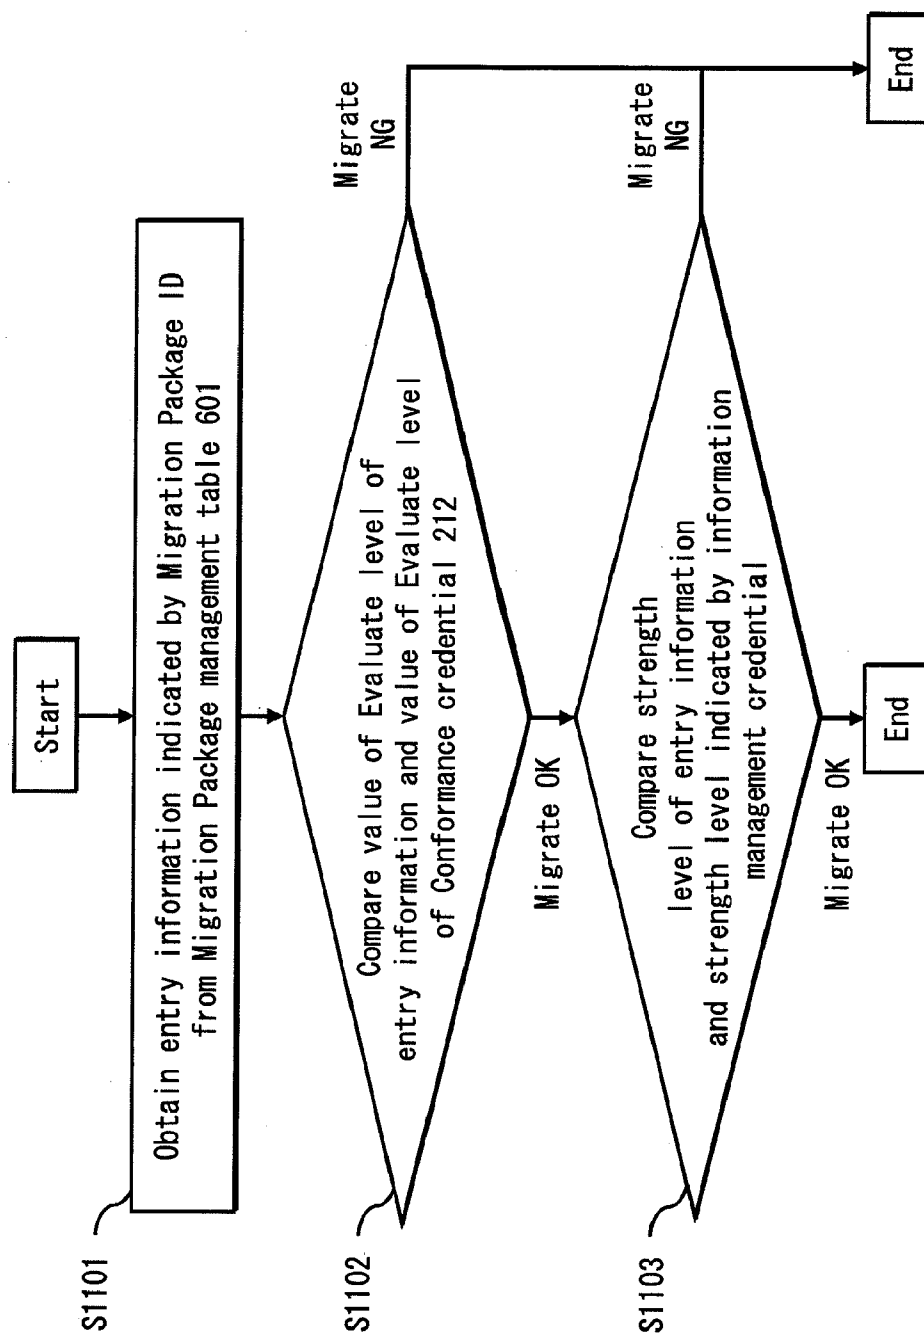 Start
S1101
Obtain entry information indicated by Migration Package ID
from Migration Package management table 601
S1102
Compare value of Evaluate level of
entry information and value of Evaluate level
of Conformance credential 212
Migrate
NG
Migrate OK
S1103
Compare strength
level of entry information
and strength level indicated by information
management credential
Migrate
NG
Migrate OK
End
End